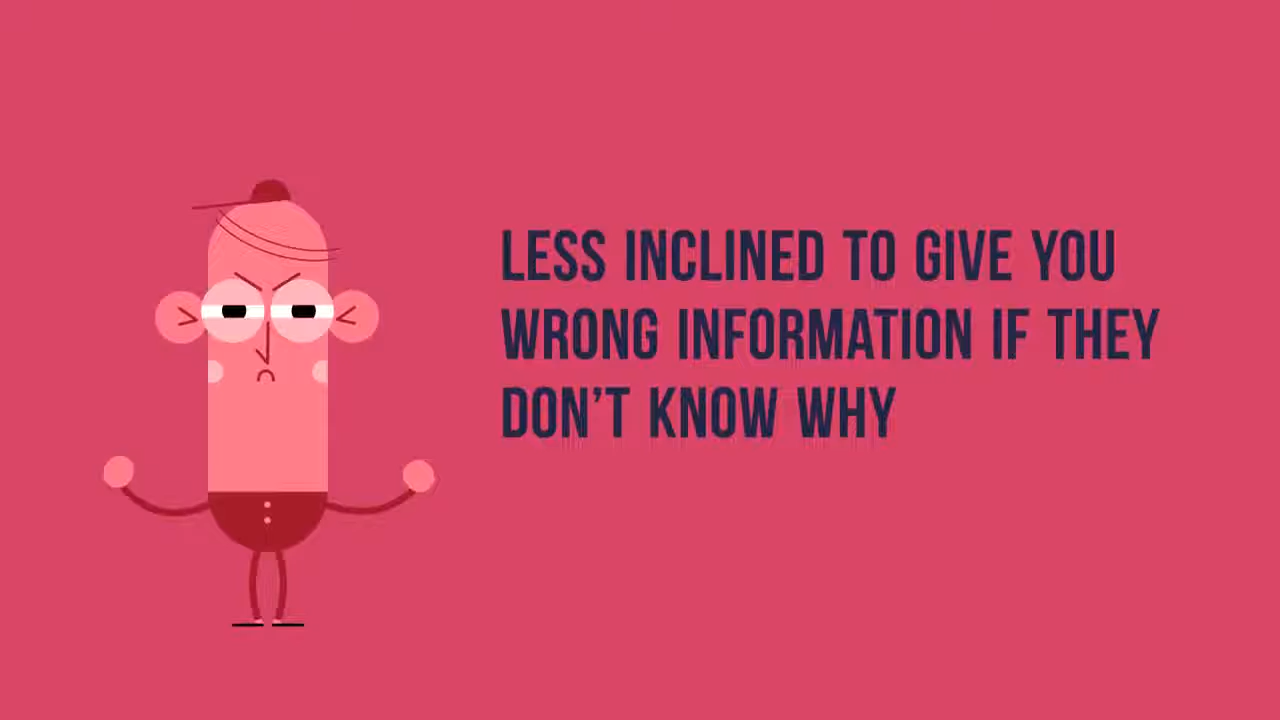 LESS INCLINED TO GIVE YOU
WRONG INFORMATION IF THEY
DON’T KNOW WHY